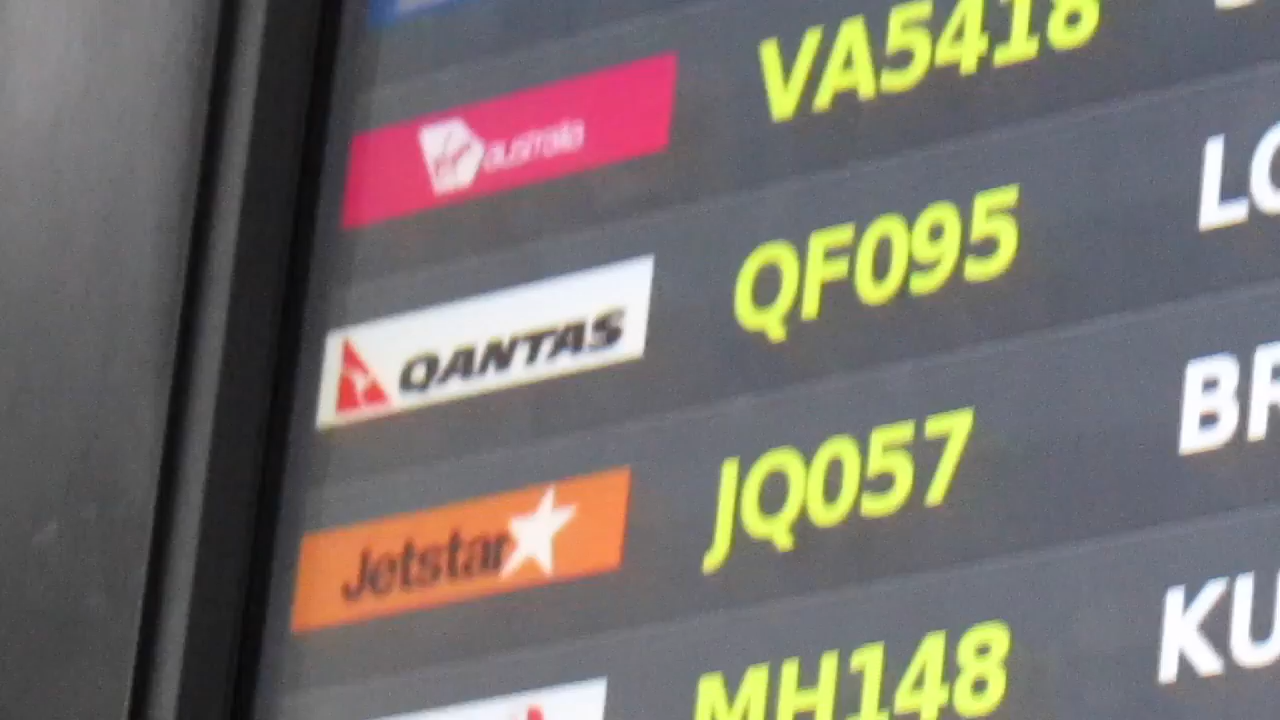 VA5418
australia
QF095
LO
QANTAS
BR
JQ057
Jetstar
KU
MH148